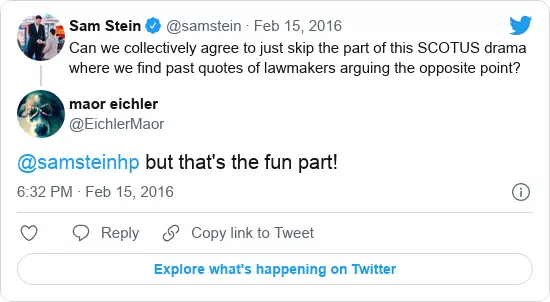 Sam Stein @samstein · Feb 15, 2016
Can we collectively agree to just skip the part of this SCOTUS drama
where we find past quotes of lawmakers arguing the opposite point?
maor eichler
@EichlerMaor
@samsteinhp but that's the fun part!
6:32 PM · Feb 15, 2016
Reply Copy link to Tweet
Explore what's happening on Twitter